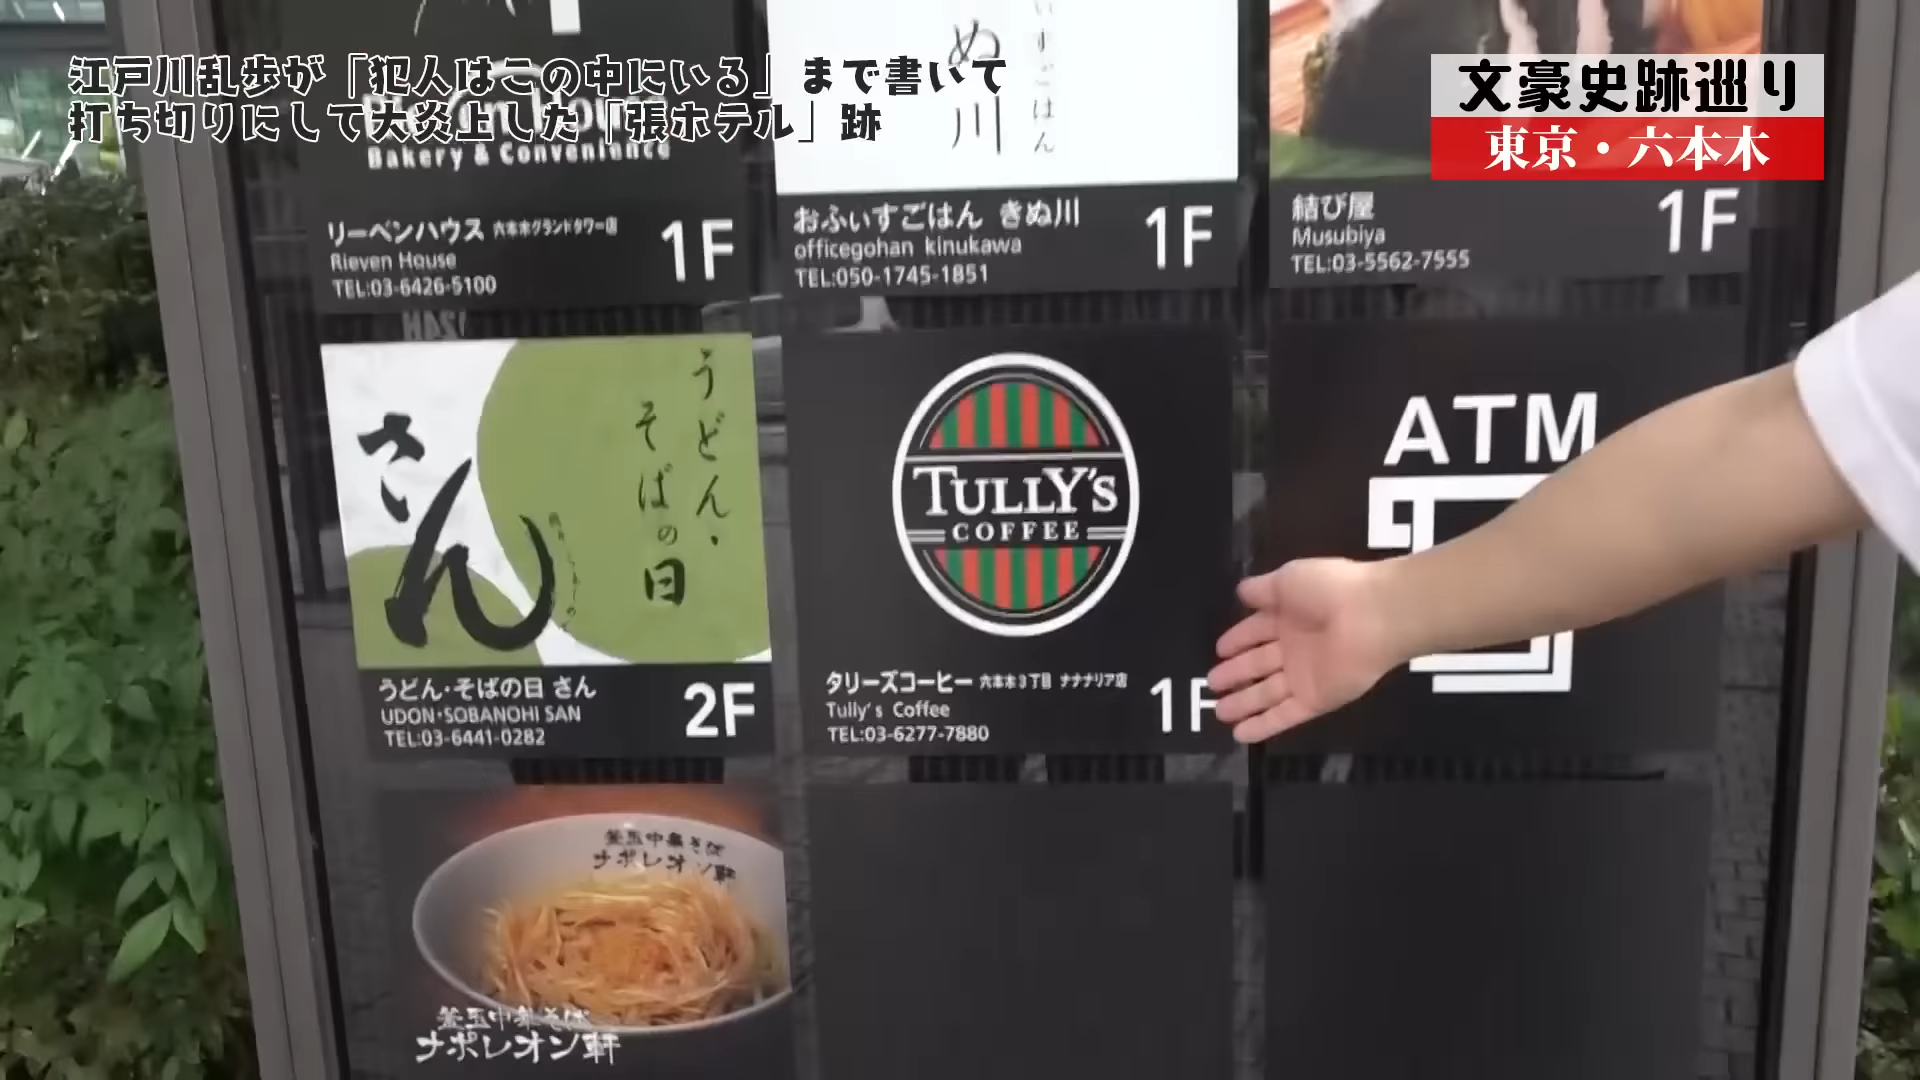 江戸川乱歩が「犯人はこの中にいる」まで書いて
打ち切りにして大炎上した「張ホテル」跡
文豪史跡巡り
東京・六本木
Bakery & Convenience
リーベンハウス 六本木グランドタワー店
Rieven House
TEL:03-6426-5100
1F
いすごはん
ぬ川
おふぃすごはん きぬ川
officegohan kinukawa
TEL:050-1745-1851
1F
結び屋
Musubiya
TEL:03-5562-7555
1F
うどん・
そばの日
さん
うどん・そばの日 さん
UDON・SOBANOHI SAN
TEL:03-6441-0282
2F
TULLY'S
COFFEE
タリーズコーヒー 六本木3丁目 ナナナリア店
Tully's Coffee
TEL:03-6277-7880
1F
ATM
釜玉中華そば
ナポレオン軒
釜玉中華そば
ナポレオン軒